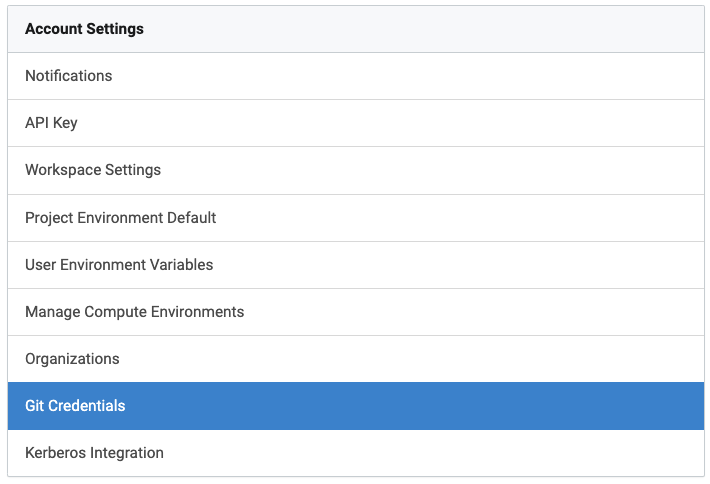 Account Settings
Notifications
API Key
Workspace Settings
Project Environment Default
User Environment Variables
Manage Compute Environments
Organizations
Git Credentials
Kerberos Integration